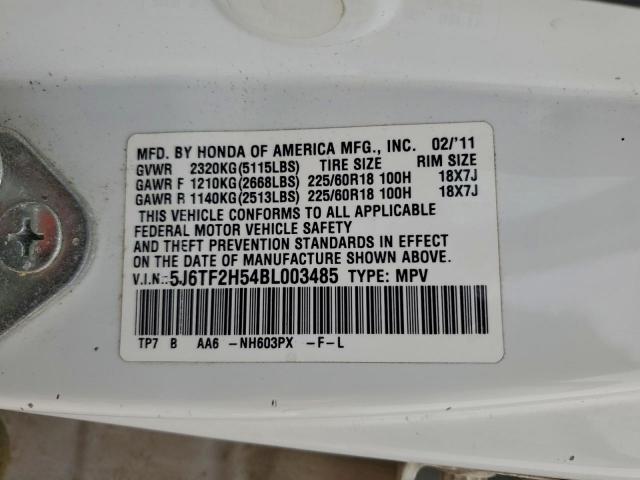 MFD. BY HONDA OF AMERICA MFG., INC. 02/'11
GVWR 2320KG(5115LBS) TIRE SIZE RIM SIZE
GAWR F 1210KG(2668LBS) 225/60R18 100H 18X7J
GAWR R 1140KG(2513LBS) 225/60R18 100H 18X7J
THIS VEHICLE CONFORMS TO ALL APPLICABLE
FEDERAL MOTOR VEHICLE SAFETY
AND THEFT PREVENTION STANDARDS IN EFFECT
ON THE DATE OF MANUFACTURE SHOWN ABOVE.
V.I.N.:5J6TF2H54BL003485 TYPE: MPV
TP7 B AA6 -NH603PX -F-L